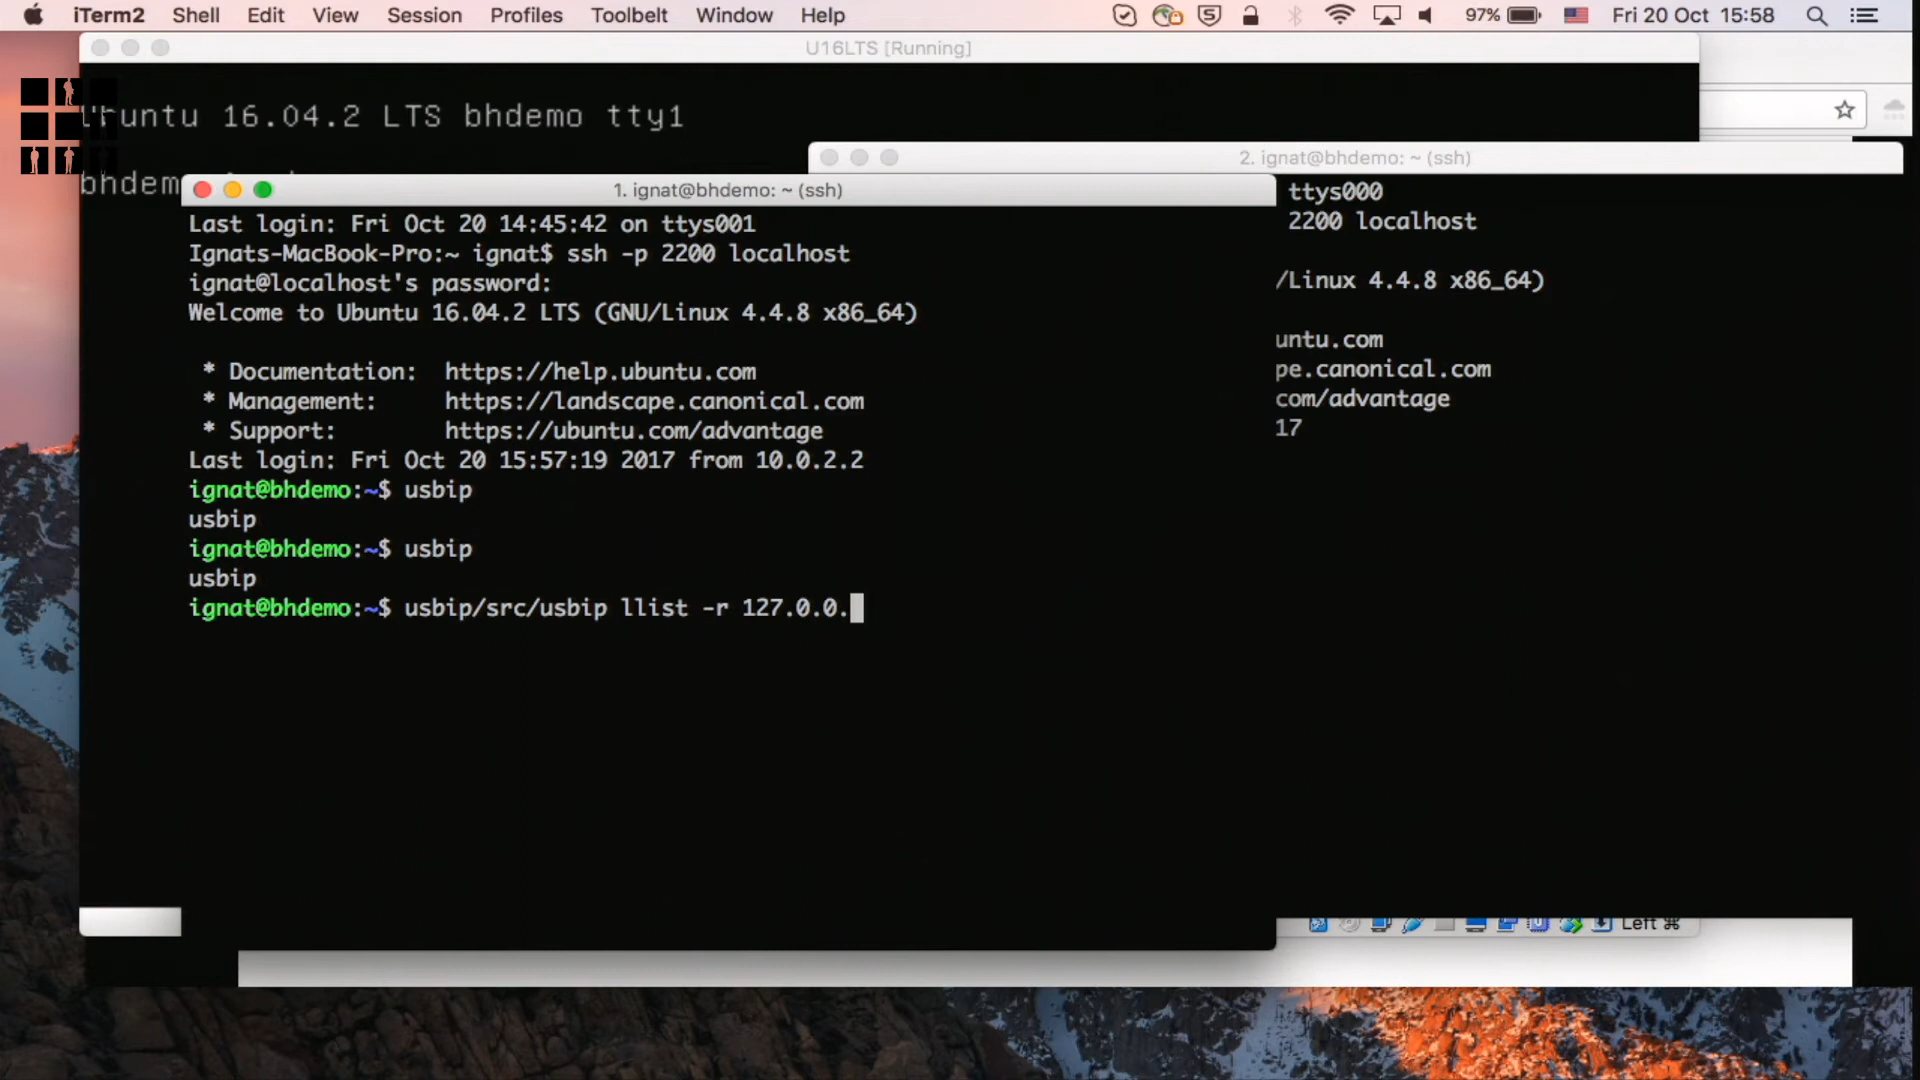 iTerm2 Shell Edit View Session Profiles Toolbelt Window Help 97% Fri 20 Oct 15:58
U16LTS [Running]
Ubuntu 16.04.2 LTS bhdemo tty1
2. ignat@bhdemo: ~ (ssh)
bhdem
1. ignat@bhdemo: ~ (ssh)
ttys000
2200 localhost
/Linux 4.4.8 x86_64)
untu.com
pe.canonical.com
com/advantage
17
Last login: Fri Oct 20 14:45:42 on ttys001
Ignats-MacBook-Pro:~ ignat$ ssh -p 2200 localhost
ignat@localhost's password:
Welcome to Ubuntu 16.04.2 LTS (GNU/Linux 4.4.8 x86_64)
* Documentation: https://help.ubuntu.com
* Management: https://landscape.canonical.com
* Support: https://ubuntu.com/advantage
Last login: Fri Oct 20 15:57:19 2017 from 10.0.2.2
ignat@bhdemo:~$ usbip
usbip
ignat@bhdemo:~$ usbip
usbip
ignat@bhdemo:~$ usbip/src/usbip llist -r 127.0.0.
Left ⌘